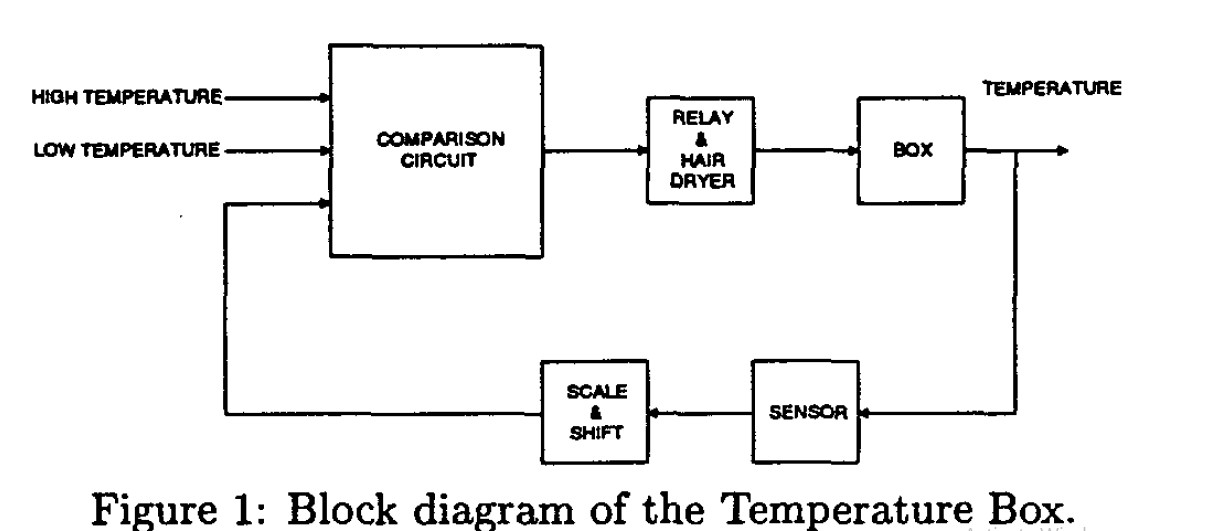 HIGH TEMPERATURE
LOW TEMPERATURE
COMPARISON
CIRCUIT
RELAY
&
HAIR
DRYER
BOX
TEMPERATURE
SCALE
&
SHIFT
SENSOR
Figure 1: Block diagram of the Temperature Box.